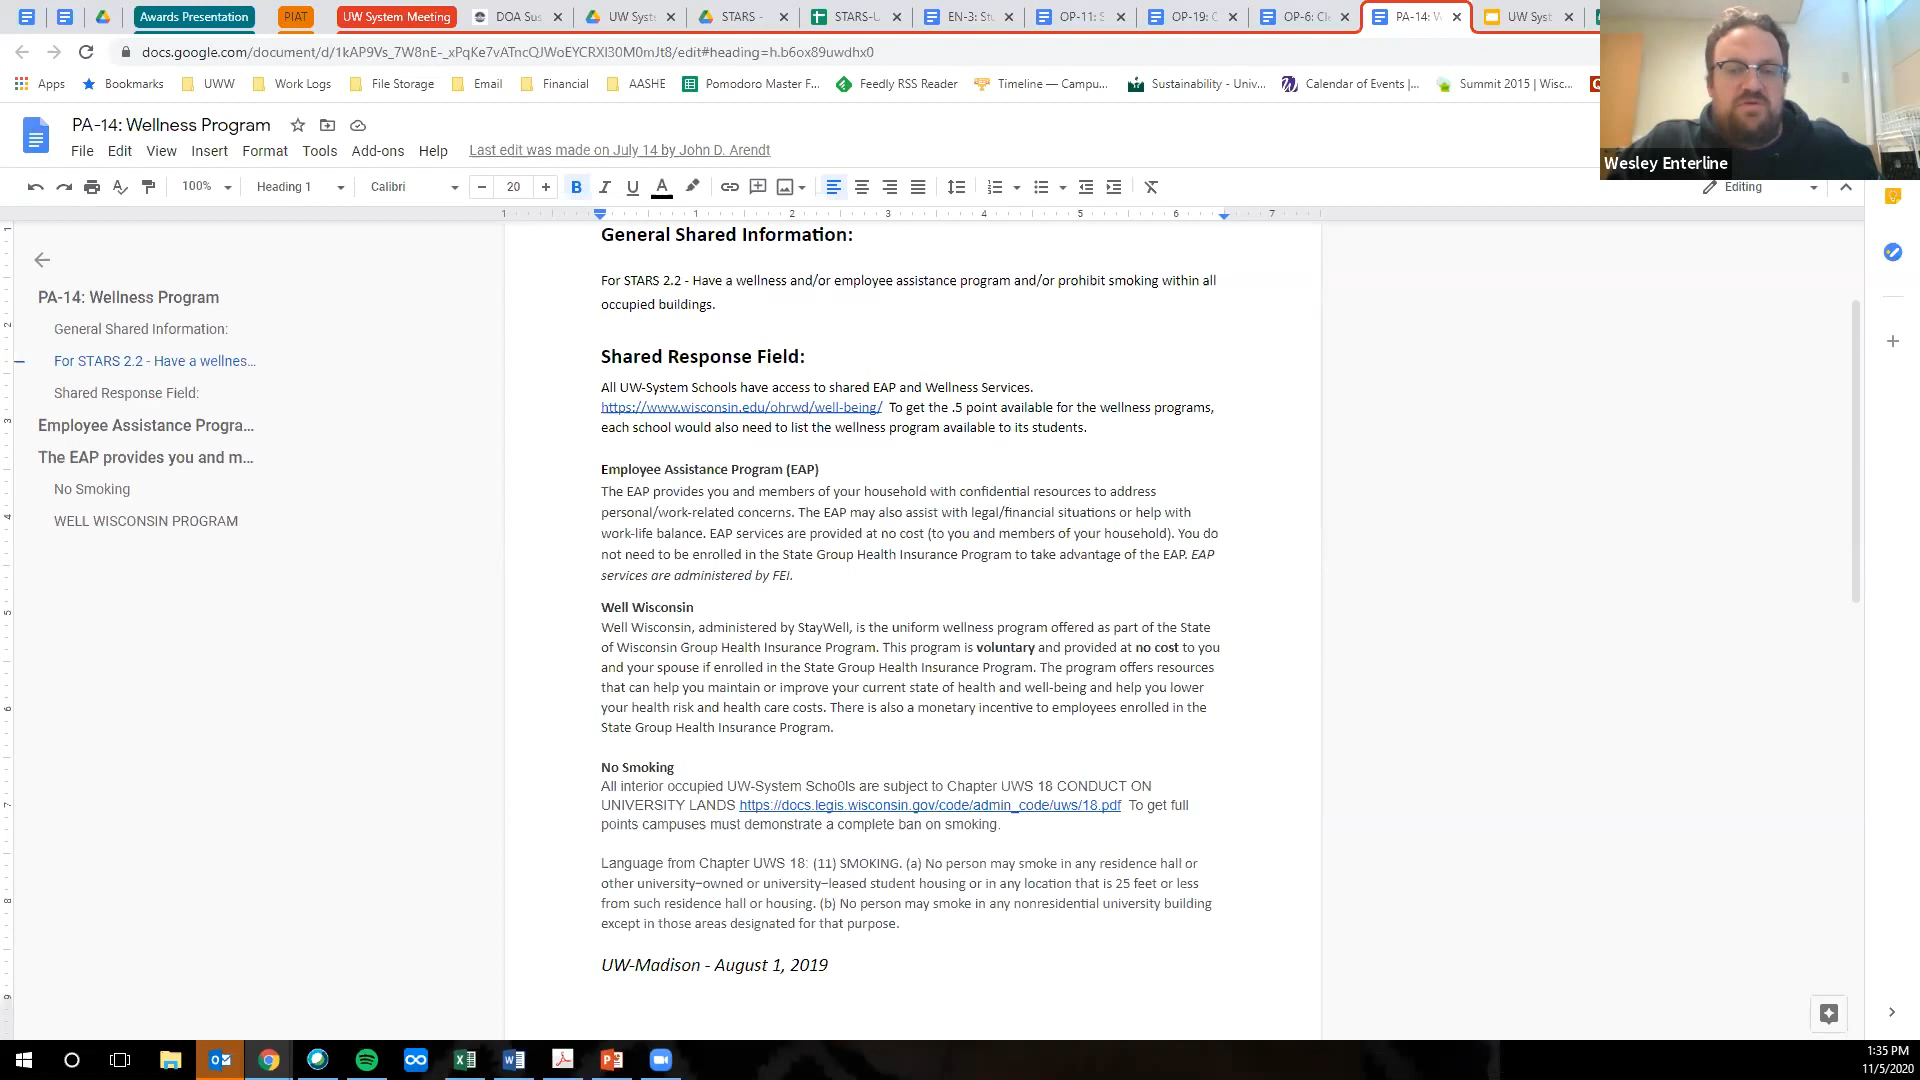 Awards Presentation
PIAT
UW System Meeting
DOA Sus
UW Syst
STARS -
STARS-U
EN-3: Stu
OP-11: S
OP-19: C
OP-6: Cle
PA-14: W
UW Syst
docs.google.com/document/d/1kAP9Vs_7W8nE-_xPqKe7vATncQJWoEYCRXl30M0mJt8/edit#heading=h.b6ox89uwdhx0
Apps
Bookmarks
UWW
Work Logs
File Storage
Email
Financial
AASHE
Pomodoro Master F...
Feedly RSS Reader
Timeline — Campu...
Sustainability - Univ...
Calendar of Events |...
Summit 2015 | Wisc...
PA-14: Wellness Program
File Edit View Insert Format Tools Add-ons Help
Last edit was made on July 14 by John D. Arendt
Wesley Enterline
100%
Heading 1
Calibri
20
B I U A
Editing
1 1 2 3 4 5 6 7
PA-14: Wellness Program
General Shared Information:
For STARS 2.2 - Have a wellnes...
Shared Response Field:
Employee Assistance Progra...
The EAP provides you and m...
No Smoking
WELL WISCONSIN PROGRAM
1
2
3
4
5
6
7
8
9
General Shared Information:
For STARS 2.2 - Have a wellness and/or employee assistance program and/or prohibit smoking within all
occupied buildings.
Shared Response Field:
All UW-System Schools have access to shared EAP and Wellness Services.
https://www.wisconsin.edu/ohrwd/well-being/ To get the .5 point available for the wellness programs,
each school would also need to list the wellness program available to its students.
Employee Assistance Program (EAP)
The EAP provides you and members of your household with confidential resources to address
personal/work-related concerns. The EAP may also assist with legal/financial situations or help with
work-life balance. EAP services are provided at no cost (to you and members of your household). You do
not need to be enrolled in the State Group Health Insurance Program to take advantage of the EAP. EAP
services are administered by FEI.
Well Wisconsin
Well Wisconsin, administered by StayWell, is the uniform wellness program offered as part of the State
of Wisconsin Group Health Insurance Program. This program is voluntary and provided at no cost to you
and your spouse if enrolled in the State Group Health Insurance Program. The program offers resources
that can help you maintain or improve your current state of health and well-being and help you lower
your health risk and health care costs. There is also a monetary incentive to employees enrolled in the
State Group Health Insurance Program.
No Smoking
All interior occupied UW-System Scho0ls are subject to Chapter UWS 18 CONDUCT ON
UNIVERSITY LANDS https://docs.legis.wisconsin.gov/code/admin_code/uws/18.pdf To get full
points campuses must demonstrate a complete ban on smoking.
Language from Chapter UWS 18: (11) SMOKING. (a) No person may smoke in any residence hall or
other university−owned or university−leased student housing or in any location that is 25 feet or less
from such residence hall or housing. (b) No person may smoke in any nonresidential university building
except in those areas designated for that purpose.
UW-Madison - August 1, 2019
1:35 PM
11/5/2020